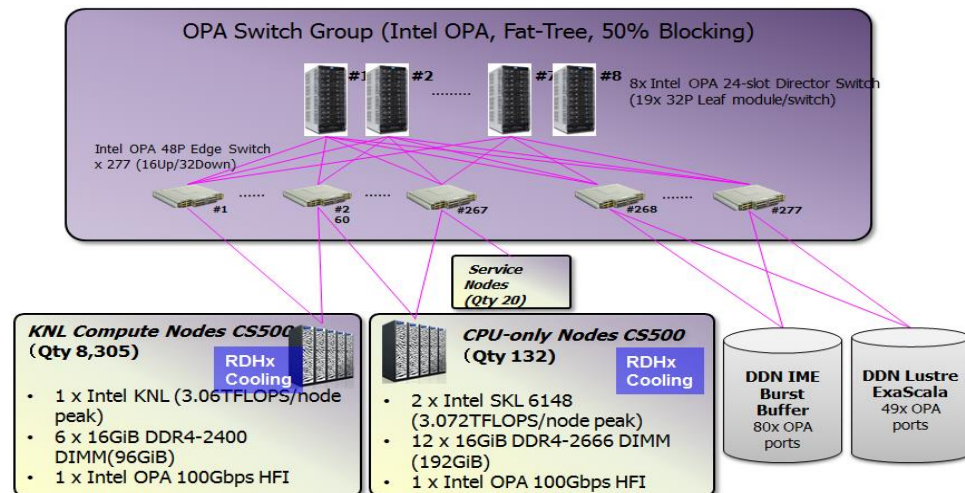 OPA Switch Group (Intel OPA, Fat-Tree, 50% Blocking)
#1
#2
........
#7
#8
8x Intel OPA 24-slot Director Switch
(19x 32P Leaf module/switch)
Intel OPA 48P Edge Switch
x 277 (16Up/32Down)
......
......
......
#1
#2
60
#267
#268
#277
Service
Nodes
(Qty 20)
KNL Compute Nodes CS500
(Qty 8,305)
RDHx
Cooling
• 1 x Intel KNL (3.06TFLOPS/node
peak)
• 6 x 16GiB DDR4-2400
DIMM(96GiB)
• 1 x Intel OPA 100Gbps HFI
CPU-only Nodes CS500
(Qty 132)
RDHx
Cooling
• 2 x Intel SKL 6148
(3.072TFLOPS/node peak)
• 12 x 16GiB DDR4-2666 DIMM
(192GiB)
• 1 x Intel OPA 100Gbps HFI
DDN IME
Burst
Buffer
80x OPA
ports
DDN Lustre
ExaScala
49x OPA
ports